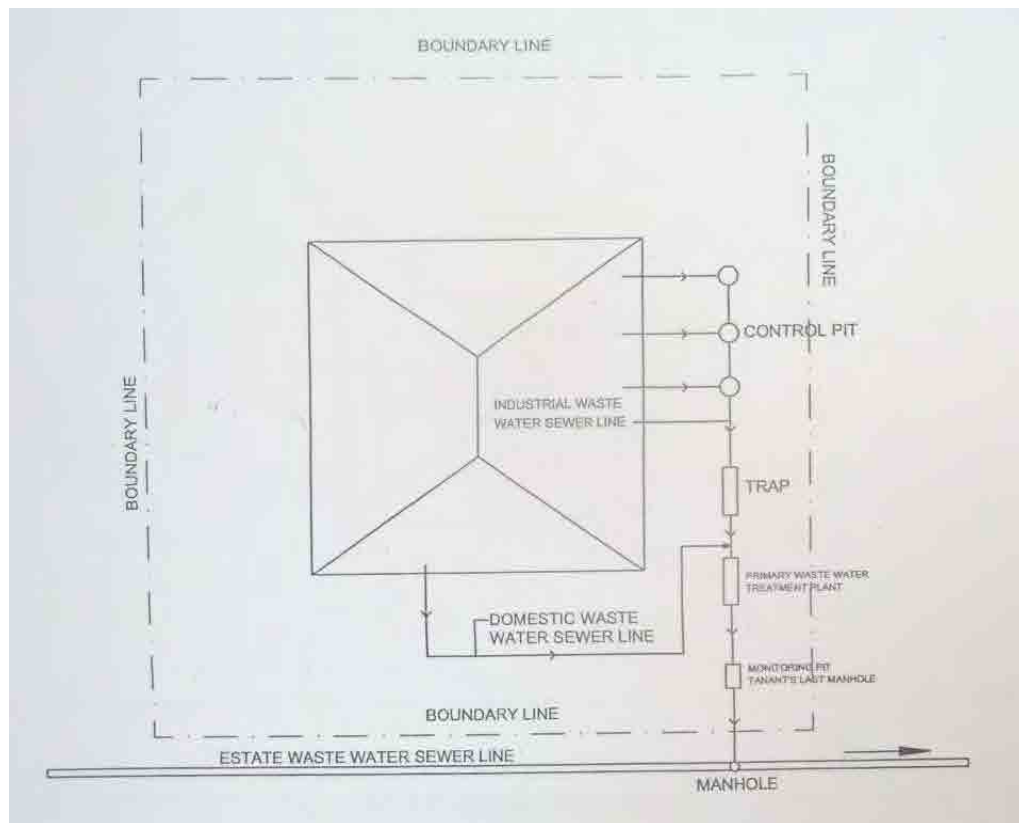 BOUNDARY LINE
BOUNDARY LINE
BOUNDARY LINE
CONTROL PIT
INDUSTRIAL WASTE
WATER SEWER LINE
TRAP
PRIMARY WASTE WATER
TREATMENT PLANT
DOMESTIC WASTE
WATER SEWER LINE
MONITORING PIT
TANANT'S LAST MANHOLE
BOUNDARY LINE
ESTATE WASTE WATER SEWER LINE
MANHOLE